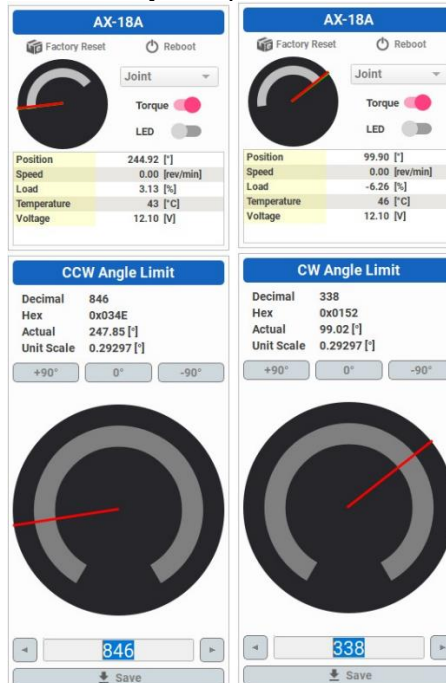 AX-18A
Factory Reset Reboot
Joint
Torque
LED
Position 244.92 [°]
Speed 0.00 [rev/min]
Load 3.13 [%]
Temperature 43 [°C]
Voltage 12.10 [V]
CCW Angle Limit
Decimal 846
Hex 0x034E
Actual 247.85 [°]
Unit Scale 0.29297 [°]
+90° 0° -90°
846
Save
AX-18A
Factory Reset Reboot
Joint
Torque
LED
Position 99.90 [°]
Speed 0.00 [rev/min]
Load -6.26 [%]
Temperature 46 [°C]
Voltage 12.10 [V]
CW Angle Limit
Decimal 338
Hex 0x0152
Actual 99.02 [°]
Unit Scale 0.29297 [°]
+90° 0° -90°
338
Save